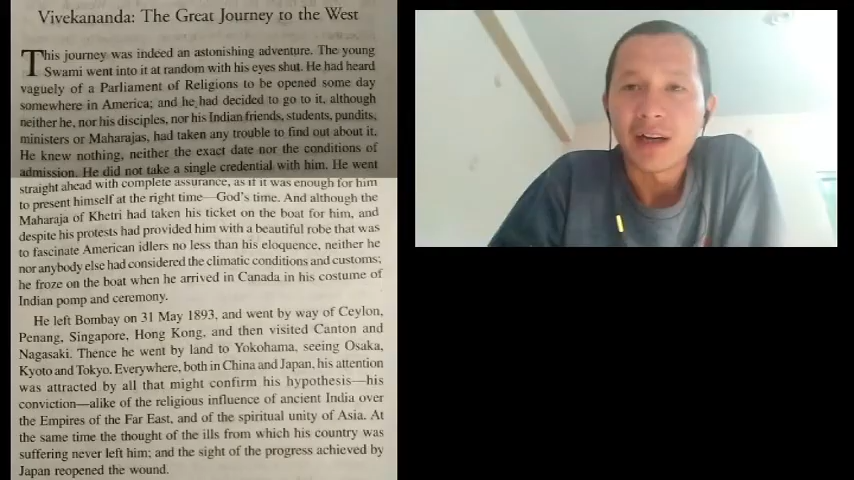 Vivekananda: The Great Journey to the West
This journey was indeed an astonishing adventure. The young
Swami went into it at random with his eyes shut. He had heard
vaguely of a Parliament of Religions to be opened some day
somewhere in America; and he had decided to go to it, although
neither he, nor his disciples, nor his Indian friends, students, pundits,
ministers or Maharajas, had taken any trouble to find out about it.
He knew nothing, neither the exact date nor the conditions of
admission. He did not take a single credential with him. He went
straight ahead with complete assurance, as if it was enough for him
to present himself at the right time—God's time. And although the
Maharaja of Khetri had taken his ticket on the boat for him, and
despite his protests had provided him with a beautiful robe that was
to fascinate American idlers no less than his eloquence, neither he
nor anybody else had considered the climatic conditions and customs;
he froze on the boat when he arrived in Canada in his costume of
Indian pomp and ceremony.
He left Bombay on 31 May 1893, and went by way of Ceylon,
Penang, Singapore, Hong Kong, and then visited Canton and
Nagasaki. Thence he went by land to Yokohama, seeing Osaka,
Kyoto and Tokyo. Everywhere, both in China and Japan, his attention
was attracted by all that might confirm his hypothesis—his
conviction—alike of the religious influence of ancient India over
the Empires of the Far East, and of the spiritual unity of Asia. At
the same time the thought of the ills from which his country was
suffering never left him; and the sight of the progress achieved by
Japan reopened the wound.